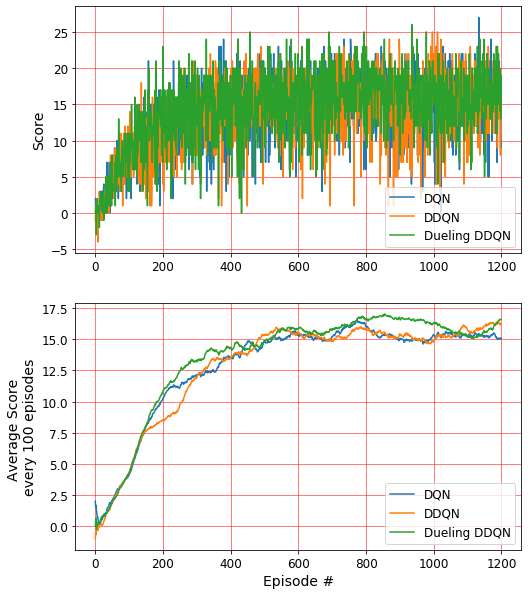 Score
25
20
15
10
5
0
−5
0 200 400 600 800 1000 1200
DQN
DDQN
Dueling DDQN
Average Score
every 100 episodes
17.5
15.0
12.5
10.0
7.5
5.0
2.5
0.0
0 200 400 600 800 1000 1200
DQN
DDQN
Dueling DDQN
Episode #